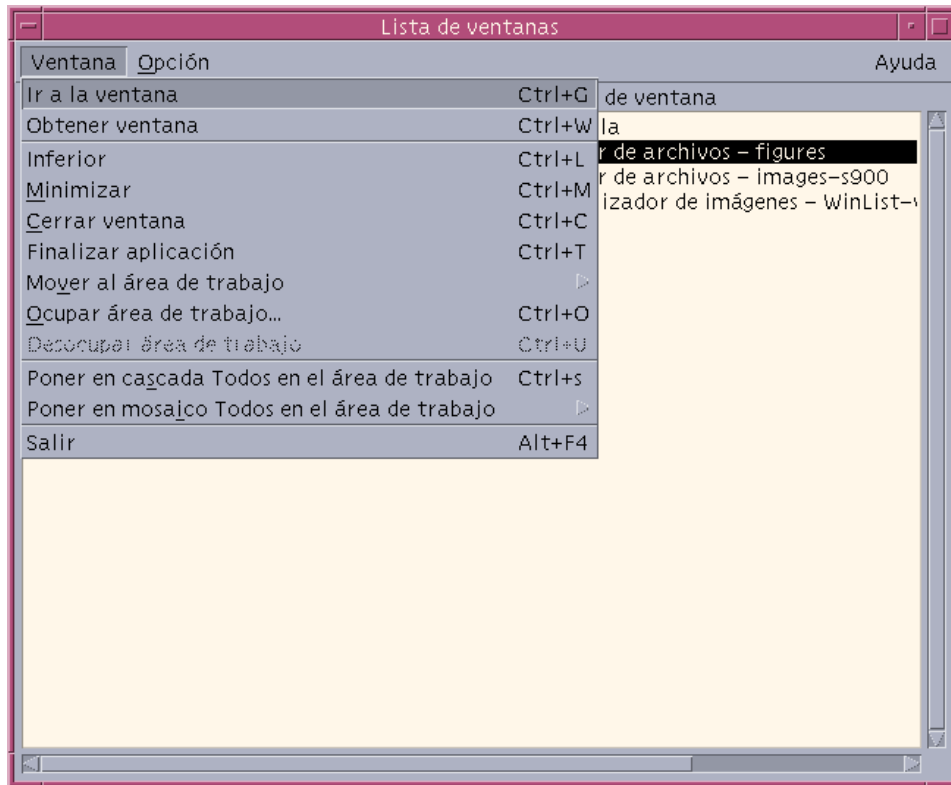 Lista de ventanas
Ventana Opción Ayuda
Ir a la ventana Ctrl+G de ventana
Obtener ventana Ctrl+W la
Inferior Ctrl+L r de archivos – figures
Minimizar Ctrl+M r de archivos – images–s900
Cerrar ventana Ctrl+C izador de imágenes – WinList–
Finalizar aplicación Ctrl+T
Mover al área de trabajo
Ocupar área de trabajo... Ctrl+O
Desocupar área de trabajo Ctrl+U
Poner en cascada Todos en el área de trabajo Ctrl+s
Poner en mosaico Todos en el área de trabajo
Salir Alt+F4